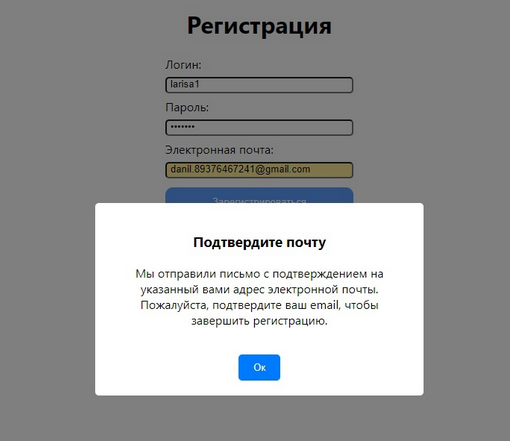 Регистрация
Логин:
larisa1
Пароль:
•••••••
Электронная почта:
danil.89376467241@gmail.com
Зарегистрироваться
Подтвердите почту
Мы отправили письмо с подтверждением на
указанный вами адрес электронной почты.
Пожалуйста, подтвердите ваш email, чтобы
завершить регистрацию.
Ок